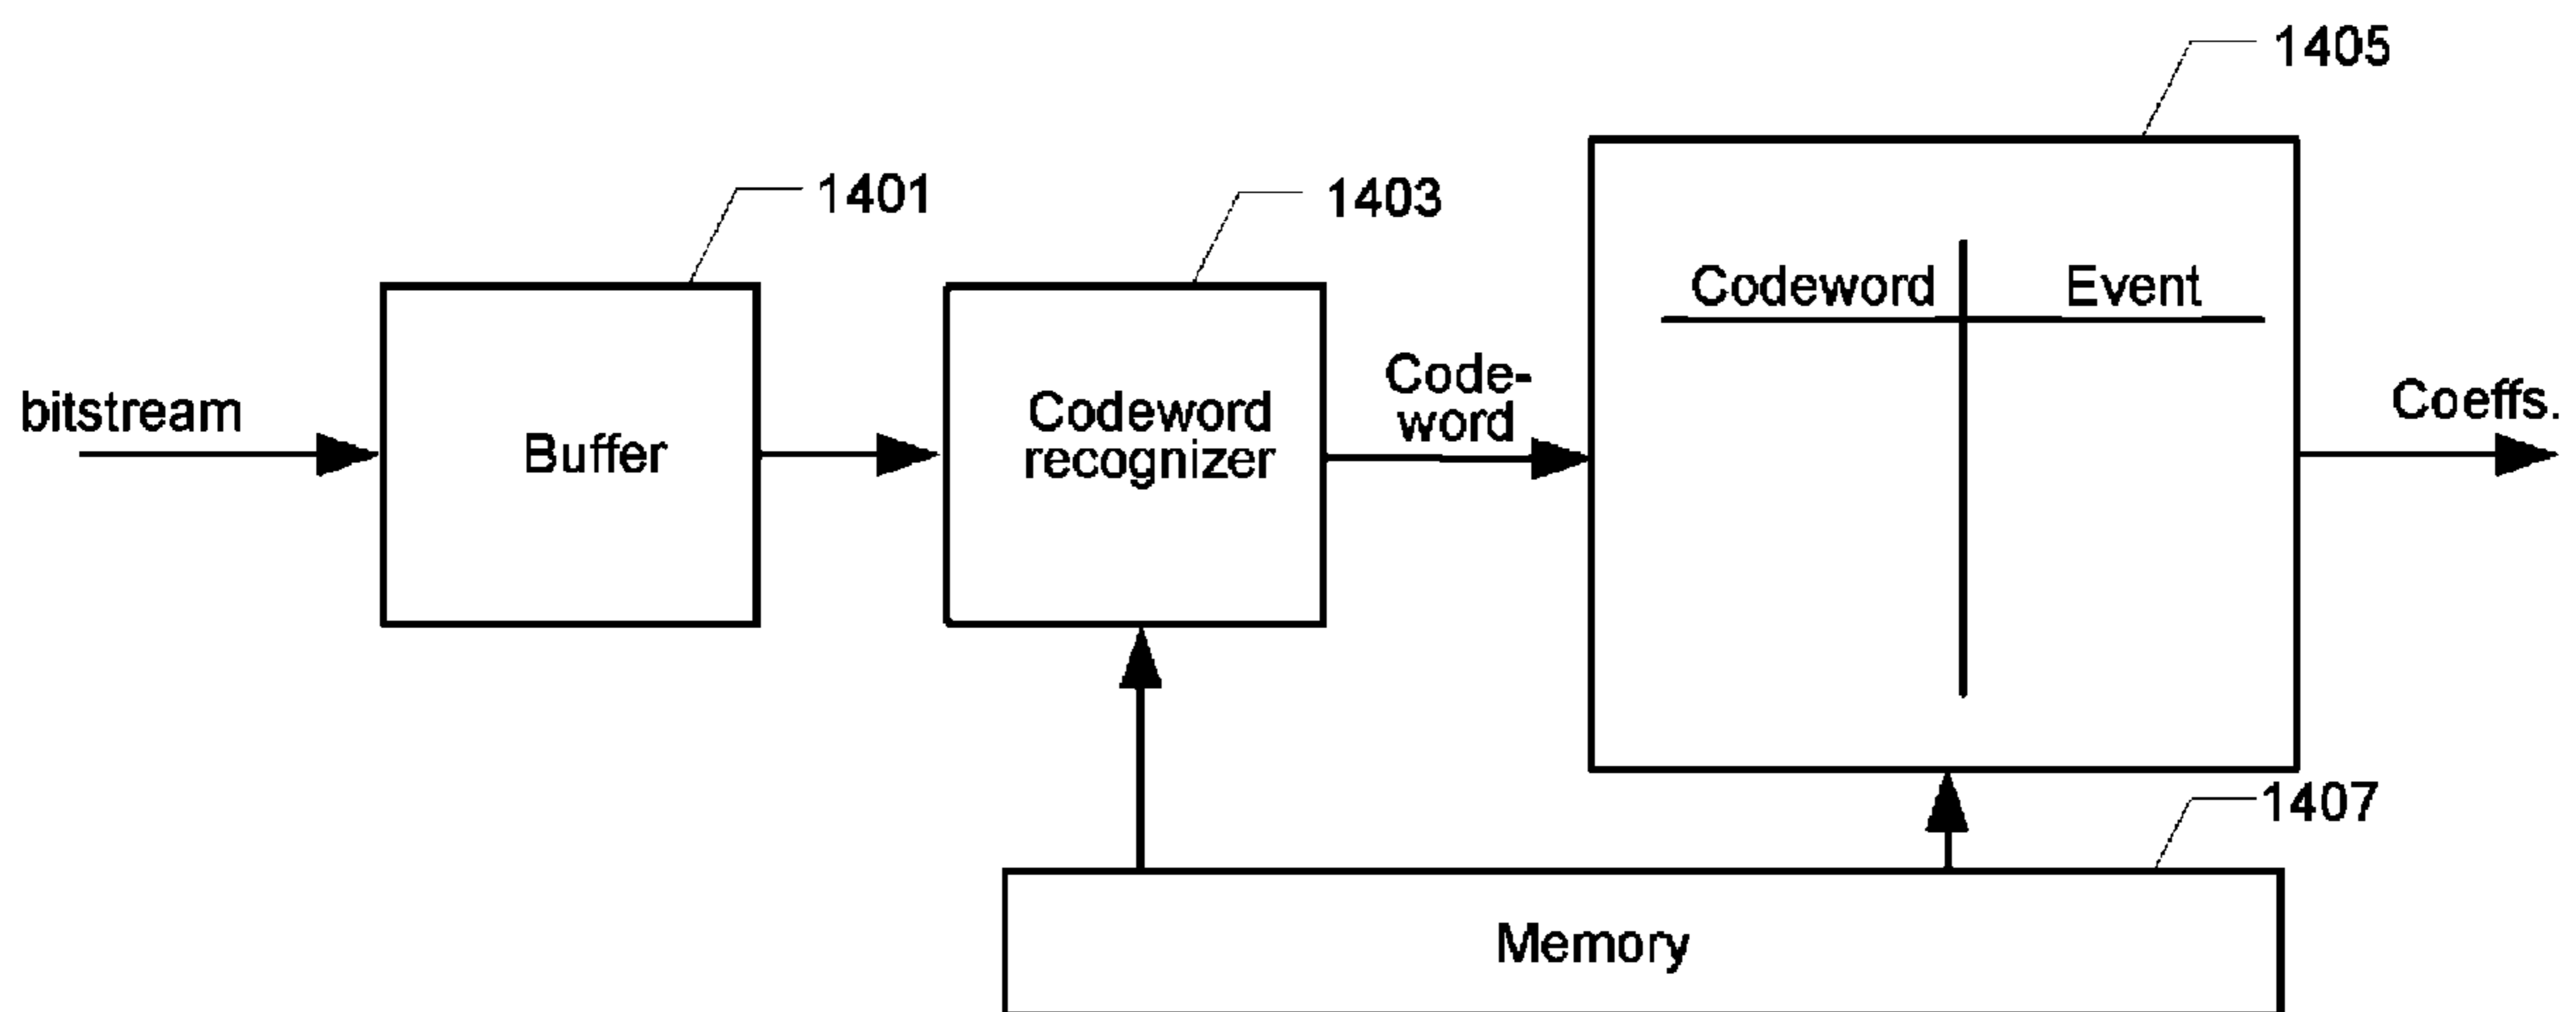 1405
1401
1403
Codeword
Event
bitstream
Buffer
Codeword
recognizer
Code-
word
Coeffs.
1407
Memory